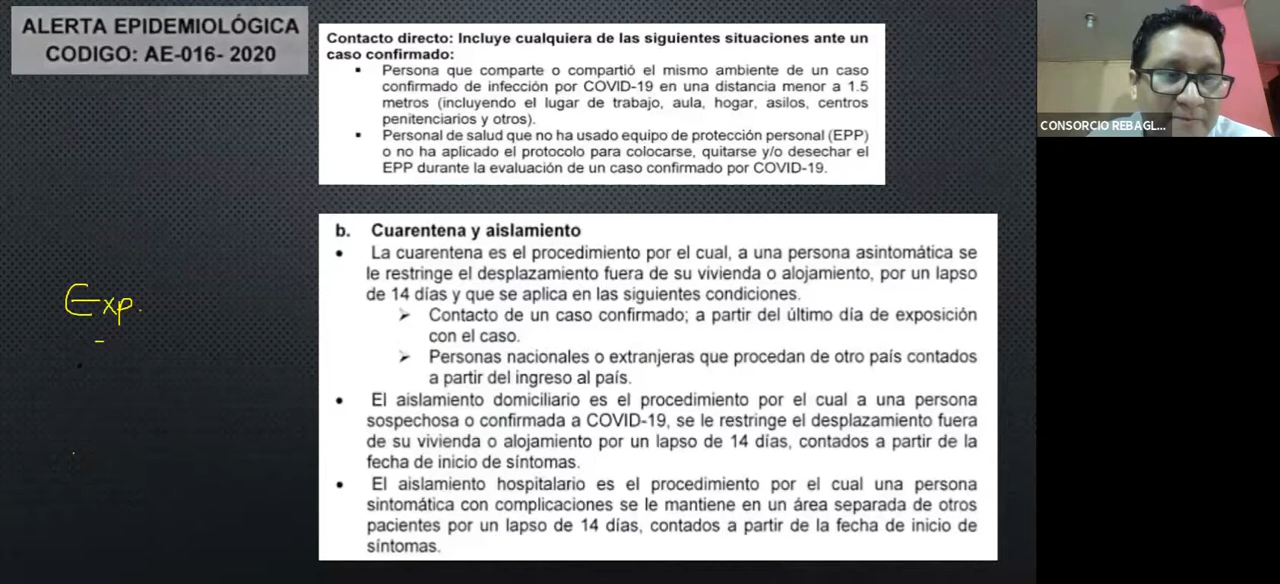 ALERTA EPIDEMIOLÓGICA
CODIGO: AE-016- 2020
Contacto directo: Incluye cualquiera de las siguientes situaciones ante un
caso confirmado:
▪ Persona que comparte o compartió el mismo ambiente de un caso
confirmado de infección por COVID-19 en una distancia menor a 1.5
metros (incluyendo el lugar de trabajo, aula, hogar, asilos, centros
penitenciarios y otros).
▪ Personal de salud que no ha usado equipo de protección personal (EPP)
o no ha aplicado el protocolo para colocarse, quitarse y/o desechar el
EPP durante la evaluación de un caso confirmado por COVID-19.
CONSORCIO REBAGL...
b. Cuarentena y aislamiento
• La cuarentena es el procedimiento por el cual, a una persona asintomática se
le restringe el desplazamiento fuera de su vivienda o alojamiento, por un lapso
de 14 días y que se aplica en las siguientes condiciones.
➢ Contacto de un caso confirmado; a partir del último día de exposición
con el caso.
➢ Personas nacionales o extranjeras que procedan de otro país contados
a partir del ingreso al país.
• El aislamiento domiciliario es el procedimiento por el cual a una persona
sospechosa o confirmada a COVID-19, se le restringe el desplazamiento fuera
de su vivienda o alojamiento por un lapso de 14 días, contados a partir de la
fecha de inicio de síntomas.
• El aislamiento hospitalario es el procedimiento por el cual una persona
sintomática con complicaciones se le mantiene en un área separada de otros
pacientes por un lapso de 14 días, contados a partir de la fecha de inicio de
síntomas.
Exp.